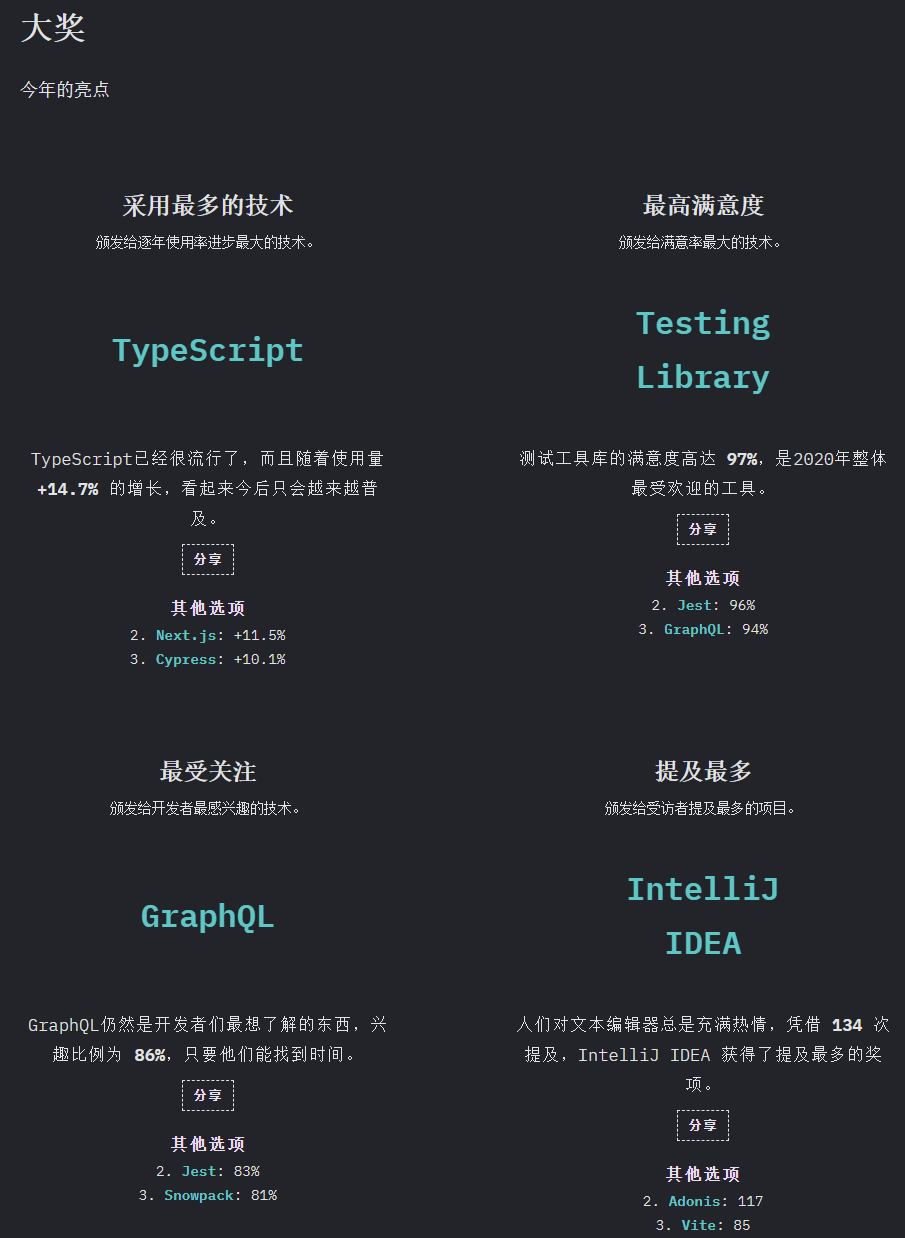 大奖
今年的亮点
采用最多的技术
颁发给逐年使用率进步最大的技术。
TypeScript
TypeScript已经很流行了，而且随着使用量
+14.7% 的增长，看起来今后只会越来越普
及。
分享
其他选项
2. Next.js: +11.5%
3. Cypress: +10.1%
最高满意度
颁发给满意率最大的技术。
Testing
Library
测试工具库的满意度高达 97%，是2020年整体
最受欢迎的工具。
分享
其他选项
2. Jest: 96%
3. GraphQL: 94%
最受关注
颁发给开发者最感兴趣的技术。
GraphQL
GraphQL仍然是开发者们最想了解的东西，兴
趣比例为 86%，只要他们能找到时间。
分享
其他选项
2. Jest: 83%
3. Snowpack: 81%
提及最多
颁发给受访者提及最多的项目。
IntelliJ
IDEA
人们对文本编辑器总是充满热情，凭借 134 次
提及，IntelliJ IDEA 获得了提及最多的奖
项。
分享
其他选项
2. Adonis: 117
3. Vite: 85